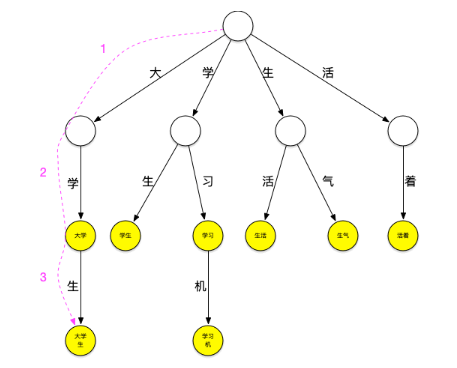 1
大 学 生 活
2
学 生 习 活 气 着
大学 学生 学习 生活 生气 活着
3
生 机
大学
生
学习
机